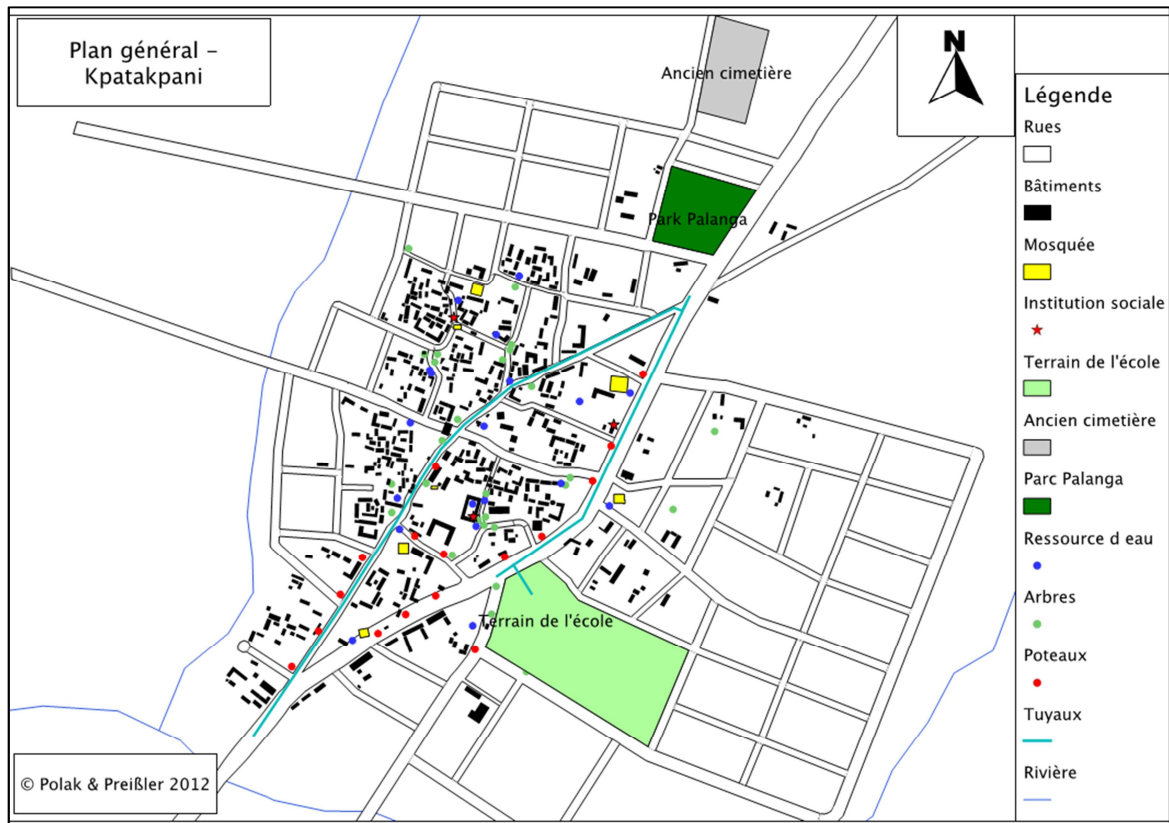 Plan général –
Kpatakpani
Ancien cimetière
N
Park Palanga
Terrain de l'école
© Polak & Preißler 2012
Légende
Rues
Bâtiments
Mosquée
Institution sociale
Terrain de l'école
Ancien cimetière
Parc Palanga
Ressource d eau
Arbres
Poteaux
Tuyaux
Rivière